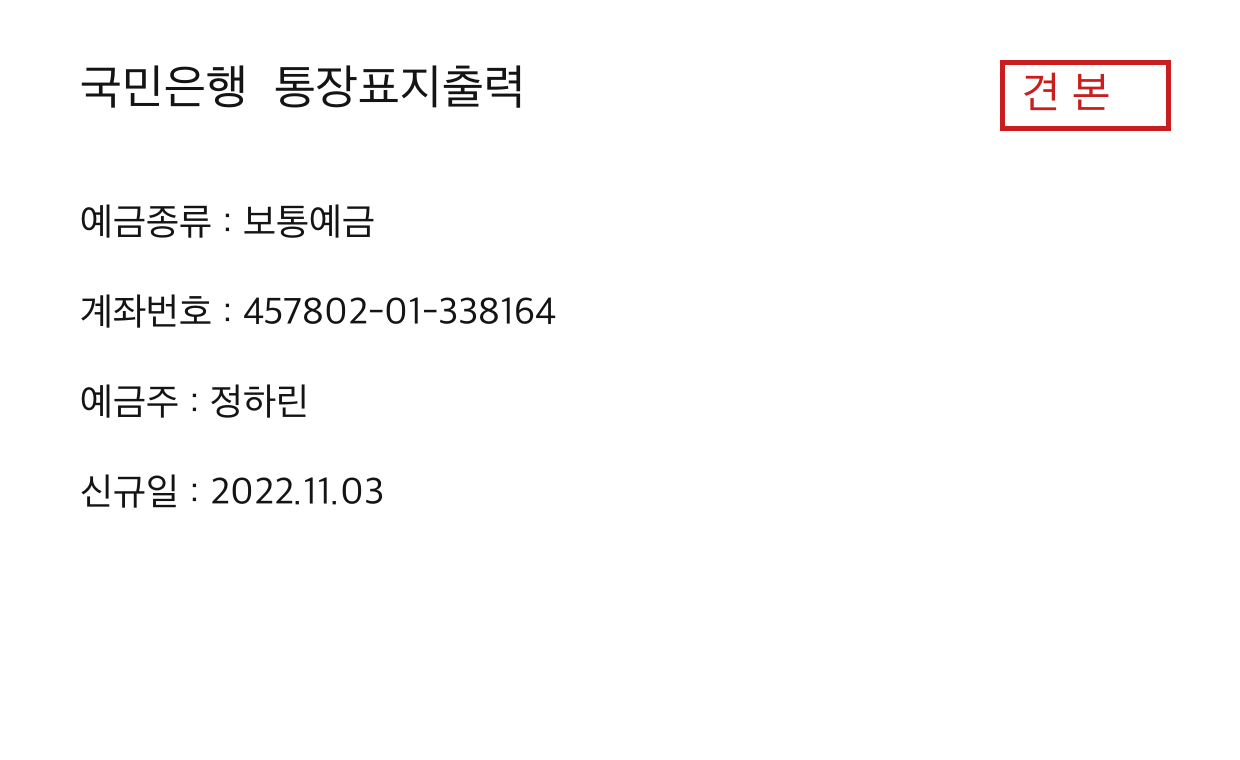 국민은행 통장표지출력
견 본
예금종류 : 보통예금
계좌번호 : 457802-01-338164
예금주 : 정하린
신규일 : 2022.11.03